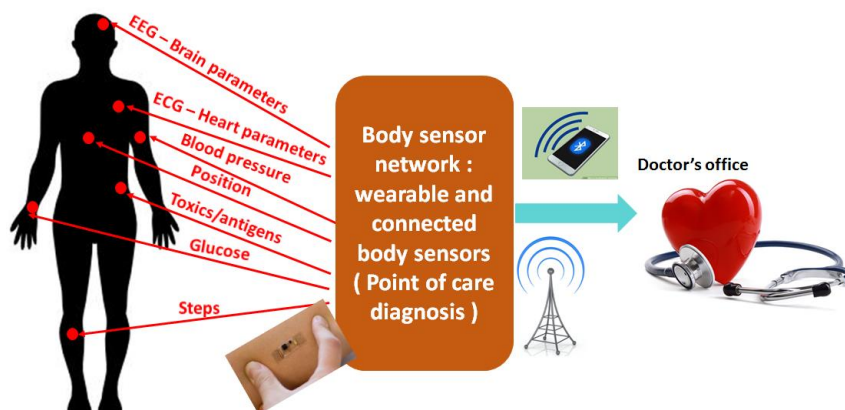 EEG – Brain parameters
ECG – Heart parameters
Blood pressure
Position
Toxics/antigens
Glucose
Steps
Body sensor
network :
wearable and
connected
body sensors
( Point of care
diagnosis )
Doctor's office